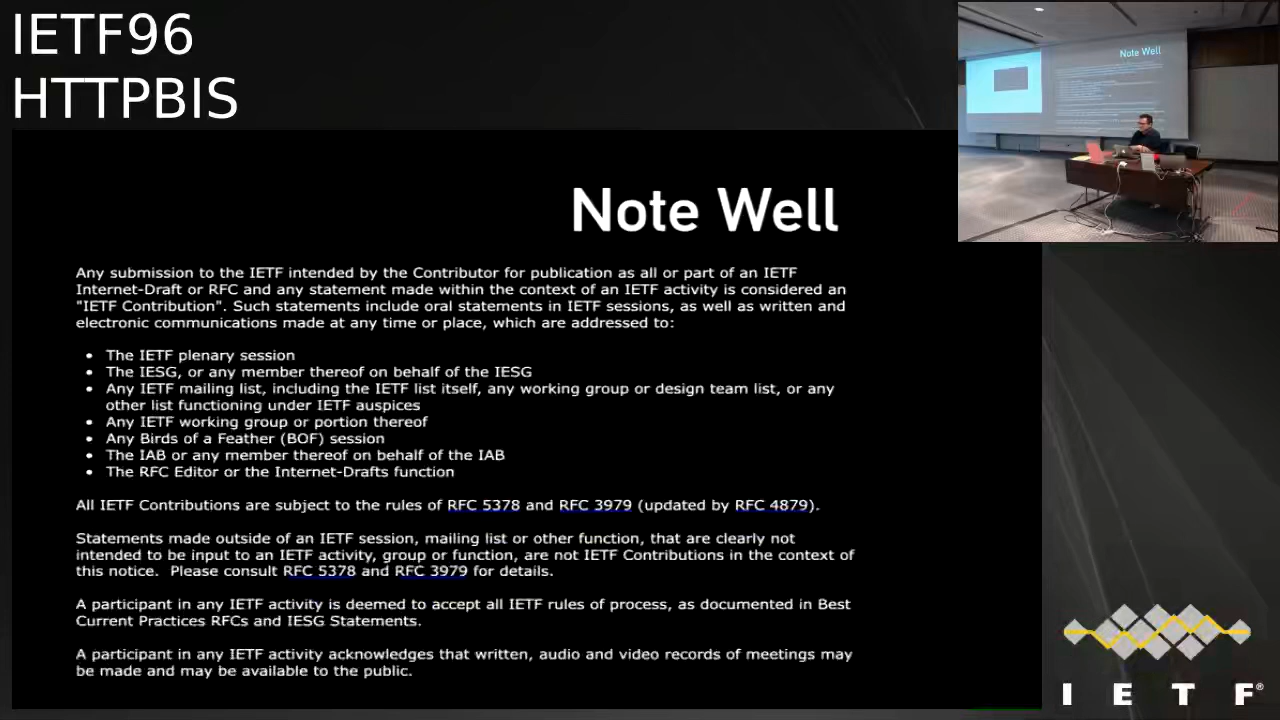 IETF96
HTTPBIS
Note Well
Note Well
Any submission to the IETF intended by the Contributor for publication as all or part of an IETF
Internet-Draft or RFC and any statement made within the context of an IETF activity is considered an
"IETF Contribution". Such statements include oral statements in IETF sessions, as well as written and
electronic communications made at any time or place, which are addressed to:
• The IETF plenary session
• The IESG, or any member thereof on behalf of the IESG
• Any IETF mailing list, including the IETF list itself, any working group or design team list, or any
other list functioning under IETF auspices
• Any IETF working group or portion thereof
• Any Birds of a Feather (BOF) session
• The IAB or any member thereof on behalf of the IAB
• The RFC Editor or the Internet-Drafts function
All IETF Contributions are subject to the rules of RFC 5378 and RFC 3979 (updated by RFC 4879).
Statements made outside of an IETF session, mailing list or other function, that are clearly not
intended to be input to an IETF activity, group or function, are not IETF Contributions in the context of
this notice.  Please consult RFC 5378 and RFC 3979 for details.
A participant in any IETF activity is deemed to accept all IETF rules of process, as documented in Best
Current Practices RFCs and IESG Statements.
A participant in any IETF activity acknowledges that written, audio and video records of meetings may
be made and may be available to the public.
I E T F®